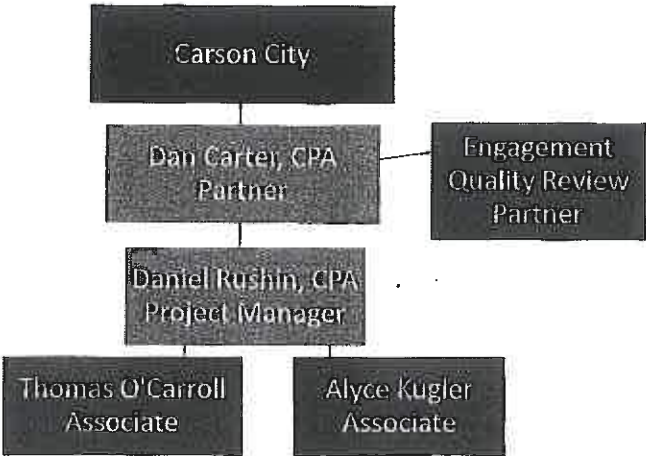 Carson City
Dan Carter, CPA
Partner
Engagement
Quality Review
Partner
Daniel Rushin, CPA
Project Manager
Thomas O'Carroll
Associate
Alyce Kugler
Associate